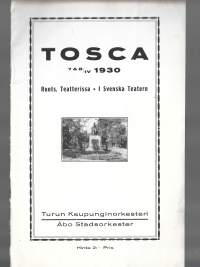 TOSCA
7 & 8/IV 1930
Ruots. Teatterissa • I Svenska Teatern
Turun Kaupunginorkesteri
Åbo Stadsorkester
Hinta 2:- Pris